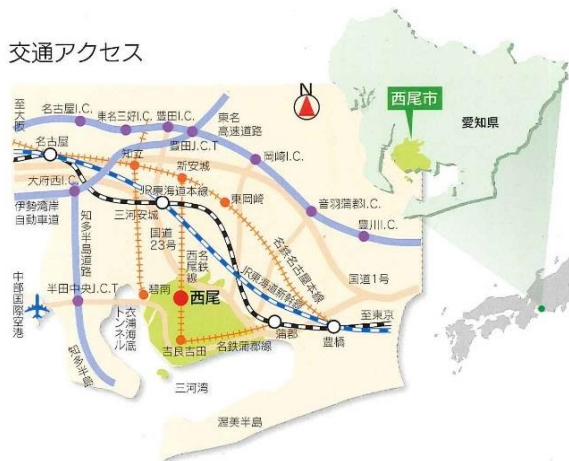 交通アクセス
N
西尾市
愛知県
至大阪
名古屋I.C.
東名三好I.C.
豊田I.C.
東名
高速道路
名古屋
知立
豊田J.C.T
新安城
岡崎I.C.
大府西I.C.
JR東海道本線
東岡崎
伊勢湾岸
自動車道
三河安城
音羽蒲郡I.C.
豊川I.C.
知多半島道路
国道
23号
名鉄
西尾線
名鉄名古屋本線
JR東海道新幹線
国道1号
中部国際空港
半田中央J.C.T
碧南
西尾
至東京
衣浦海底
トンネル
吉良吉田
名鉄蒲郡線
蒲郡
豊橋
知多半島
三河湾
渥美半島